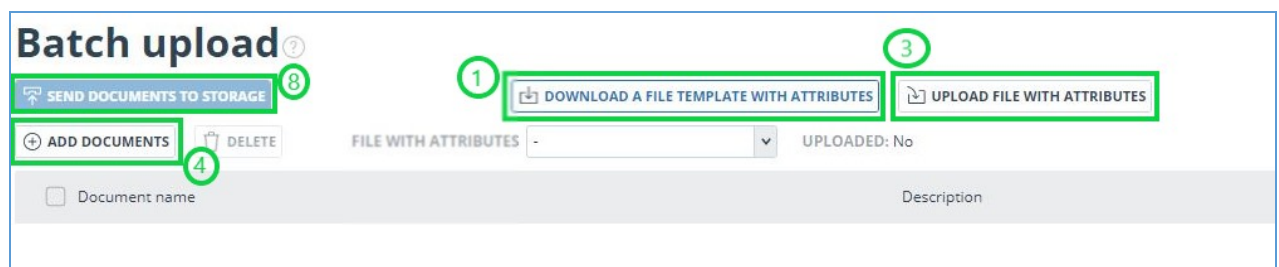 Batch upload ?
3
1
8
SEND DOCUMENTS TO STORAGE
DOWNLOAD A FILE TEMPLATE WITH ATTRIBUTES
UPLOAD FILE WITH ATTRIBUTES
ADD DOCUMENTS
DELETE
FILE WITH ATTRIBUTES -
UPLOADED: No
4
Document name
Description